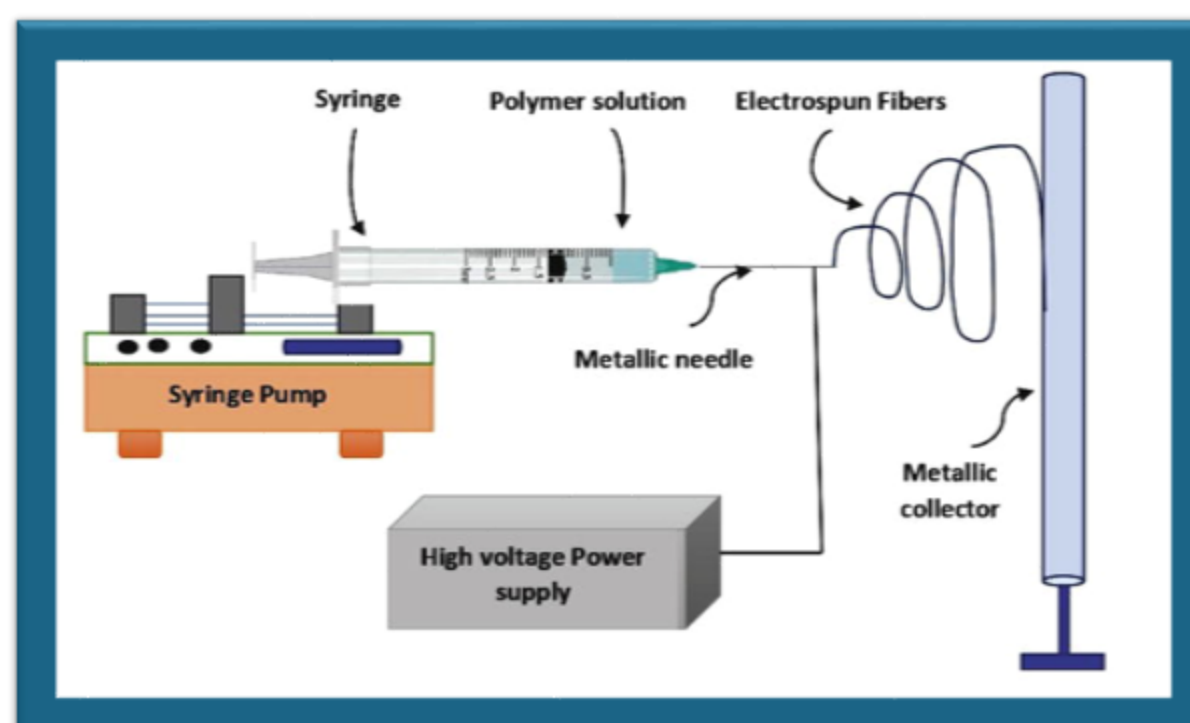 Syringe
Polymer solution
Electrospun Fibers
Metallic needle
Syringe Pump
Metallic
collector
High voltage Power
supply